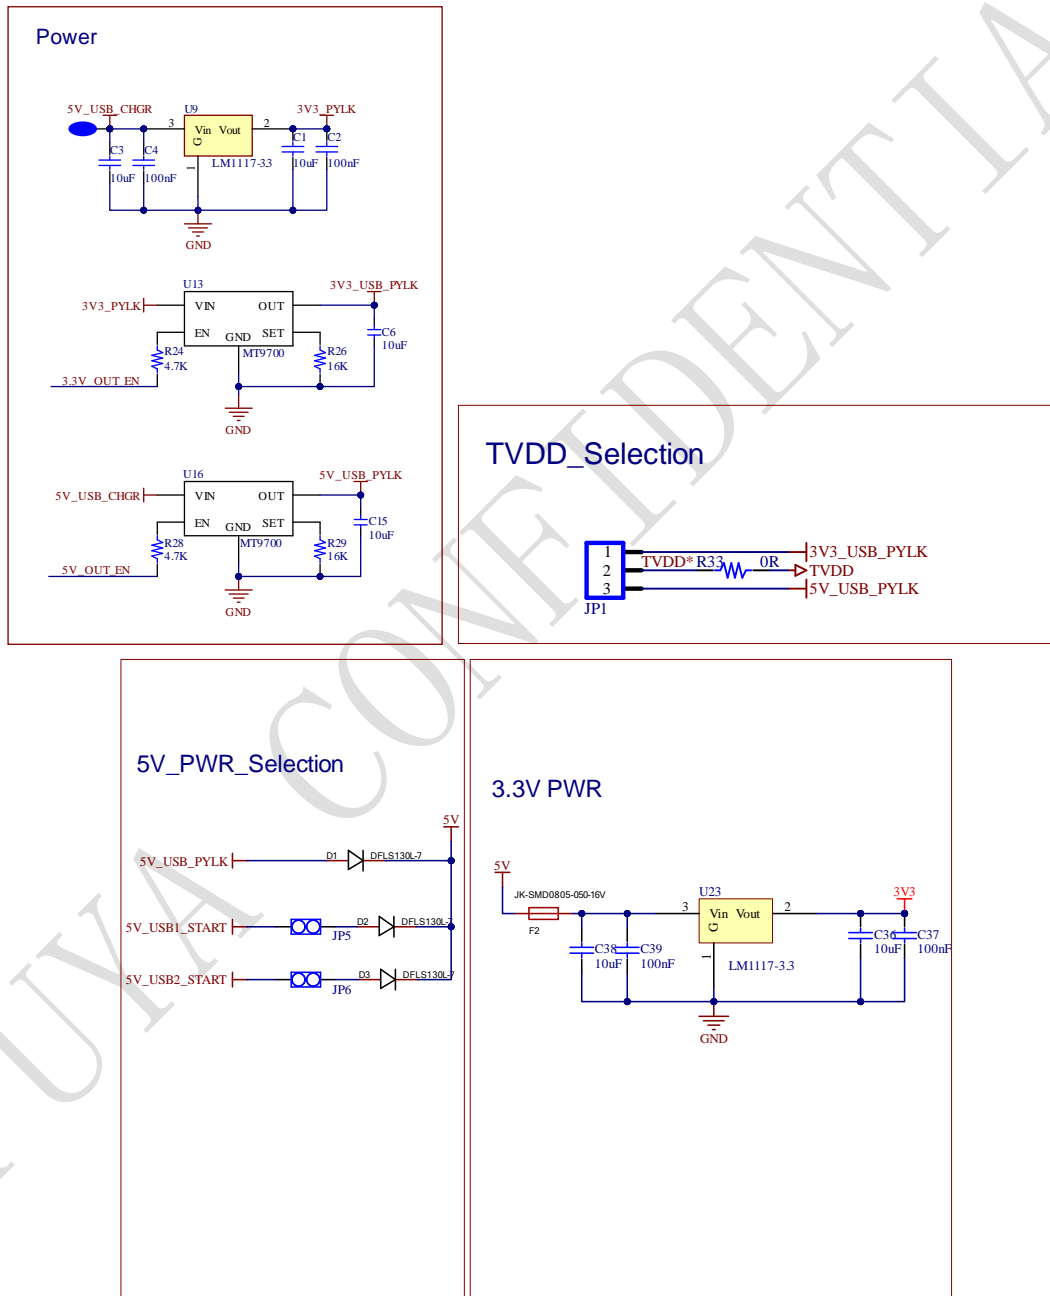 Power
5V_USB_CHGR
U9
3V3_PYLK
3
Vin Vout
2
G
1
C3
10uF
C4
100nF
LM1117-33
C1
10uF
C2
100nF
GND
U13
3V3_USB_PYLK
3V3_PYLK
VIN OUT
EN GND SET
C6
10uF
R24
4.7K
MT9700
R26
16K
3.3V_OUT_EN
GND
U16
5V_USB_PYLK
5V_USB_CHGR
VIN OUT
EN GND SET
C15
10uF
R28
4.7K
MT9700
R29
16K
5V_OUT_EN
GND
TVDD_Selection
1
2
3
JP1
3V3_USB_PYLK
TVDD* R33 0R TVDD
5V_USB_PYLK
5V_PWR_Selection
5V
5V_USB_PYLK
D1
DFLS130L-7
5V_USB1_START
JP5
D2
DFLS130L-7
5V_USB2_START
JP6
D3
DFLS130L-7
3.3V PWR
5V
JK-SMD0805-050-16V
F2
U23
3V3
3
Vin Vout
2
G
1
C38
10uF
C39
100nF
LM1117-3.3
C36
10uF
C37
100nF
GND
UYA CONFIDENTIA